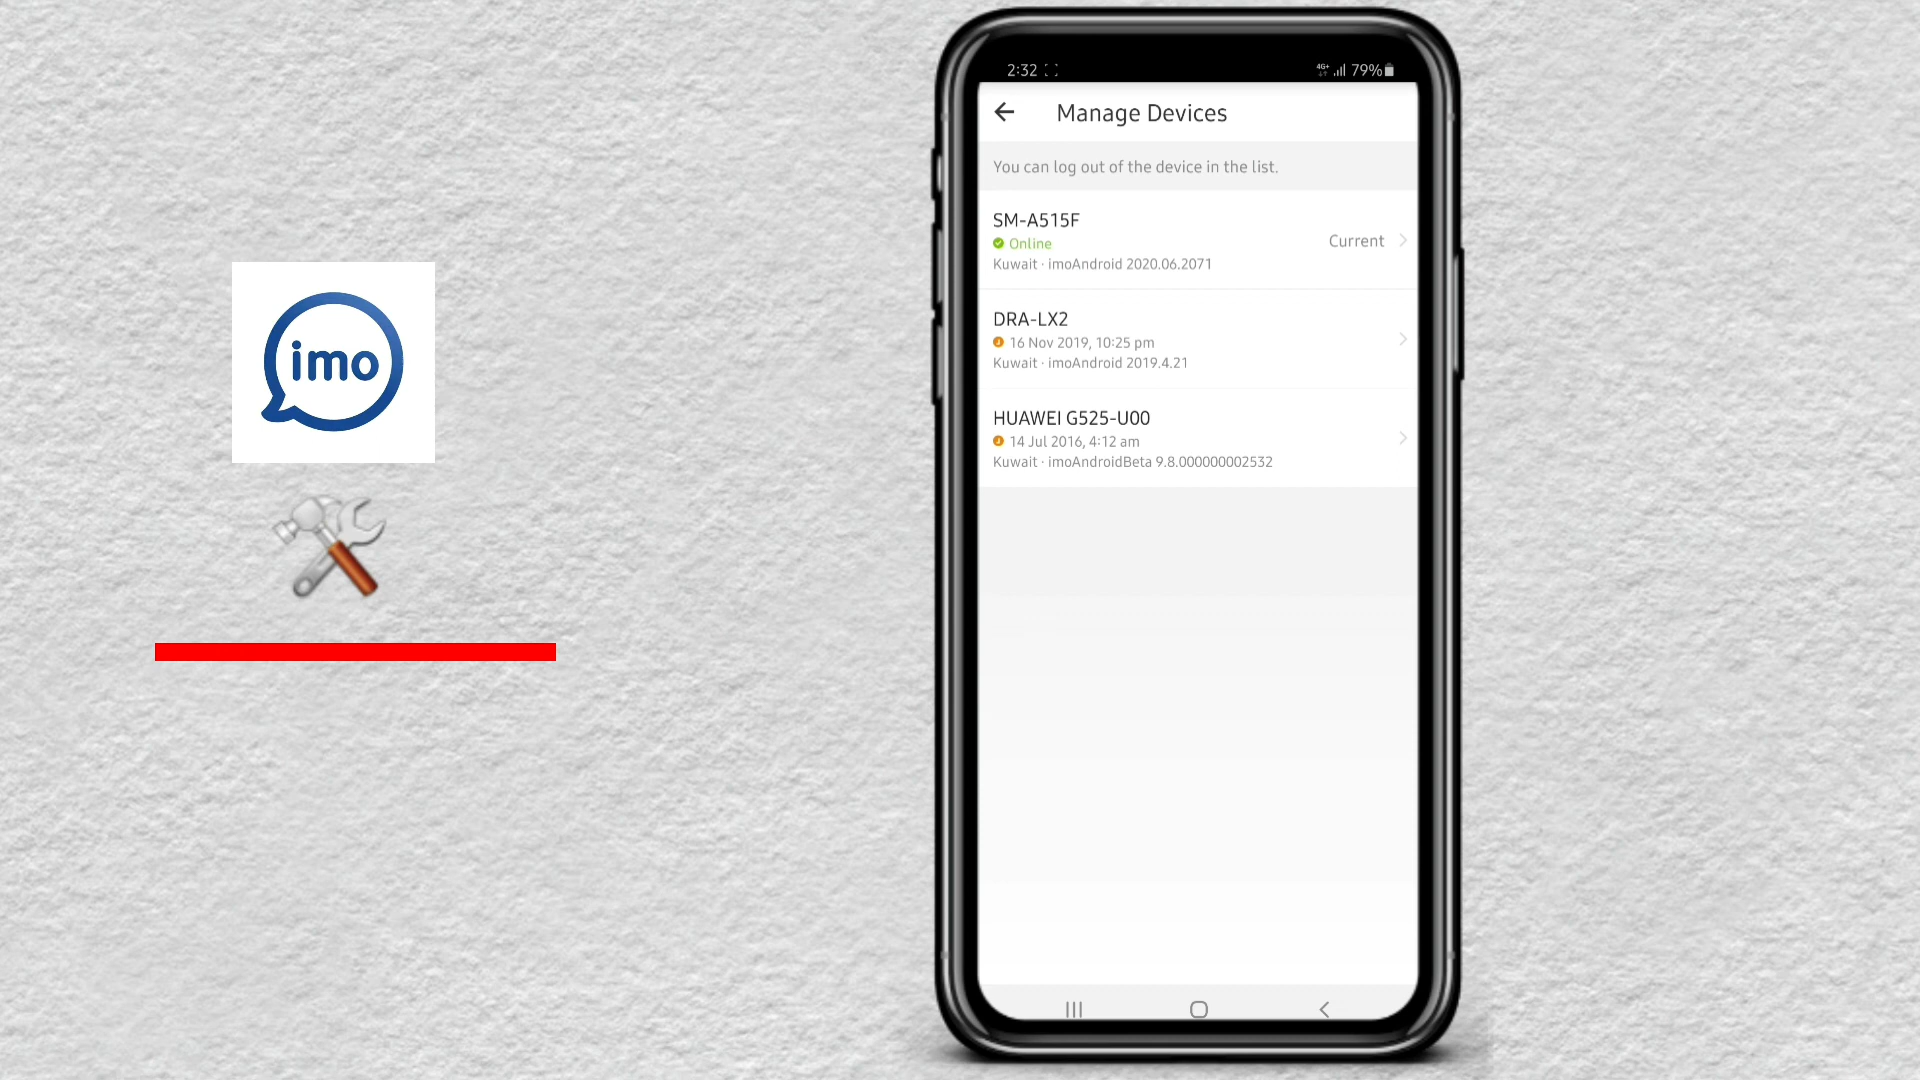 imo
2:32
4G+ 79%
Manage Devices
You can log out of the device in the list.
SM-A515F
Online
Current
Kuwait · imoAndroid 2020.06.2071
DRA-LX2
16 Nov 2019, 10:25 pm
Kuwait · imoAndroid 2019.4.21
HUAWEI G525-U00
14 Jul 2016, 4:12 am
Kuwait · imoAndroidBeta 9.8.000000002532